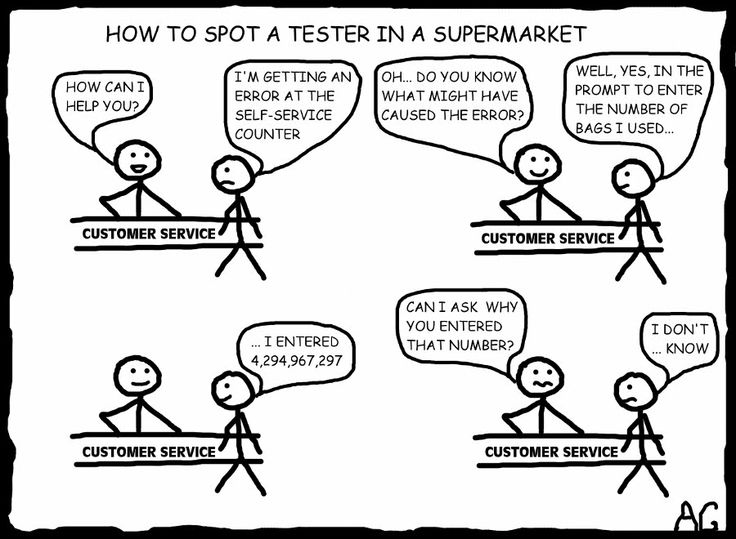 HOW TO SPOT A TESTER IN A SUPERMARKET
HOW CAN I
HELP YOU?
I'M GETTING AN
ERROR AT THE
SELF-SERVICE
COUNTER
CUSTOMER SERVICE
OH... DO YOU KNOW
WHAT MIGHT HAVE
CAUSED THE ERROR?
WELL, YES, IN THE
PROMPT TO ENTER
THE NUMBER OF
BAGS I USED...
CUSTOMER SERVICE
... I ENTERED
4,294,967,297
CUSTOMER SERVICE
CAN I ASK WHY
YOU ENTERED
THAT NUMBER?
I DON'T
... KNOW
CUSTOMER SERVICE
AG